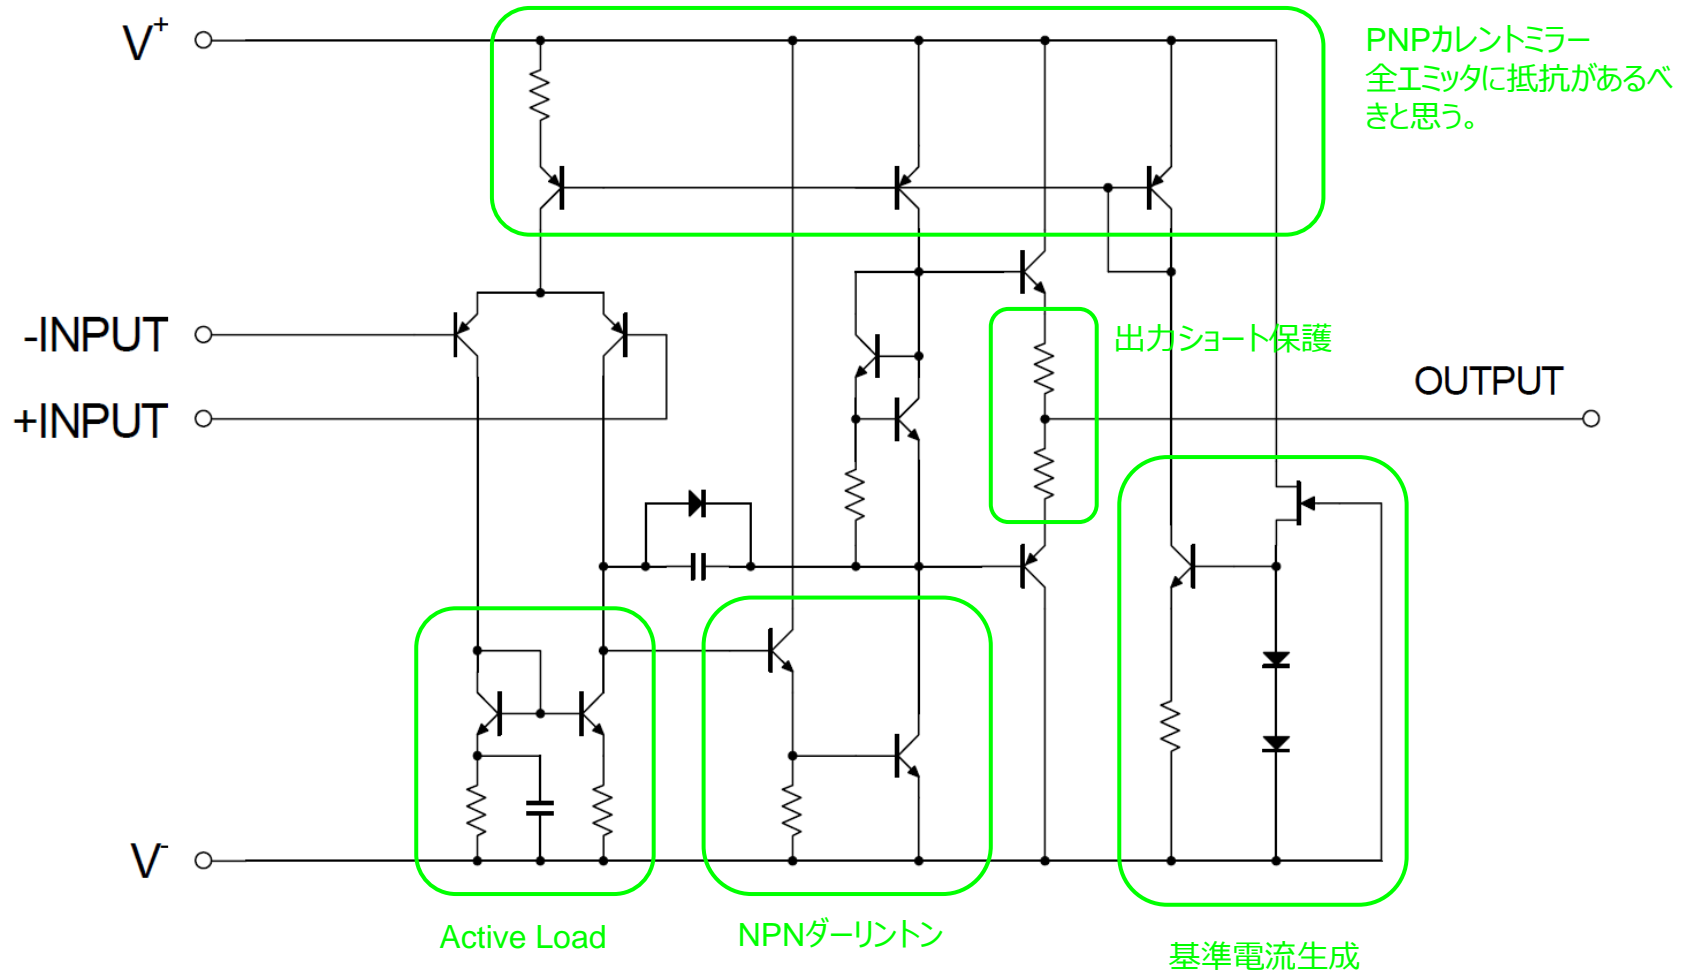 V+
PNPカレントミラー
全エミッタに抵抗があるべ
きと思う。
-INPUT
出力ショート保護
OUTPUT
+INPUT
V-
Active Load
NPNダーリントン
基準電流生成